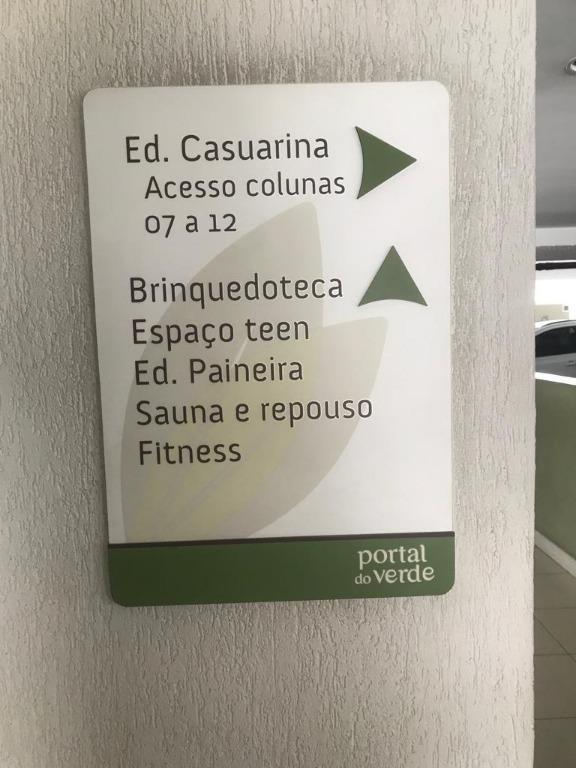 Ed. Casuarina
Acesso colunas
07 a 12
Brinquedoteca
Espaço teen
Ed. Paineira
Sauna e repouso
Fitness
portal
do verde